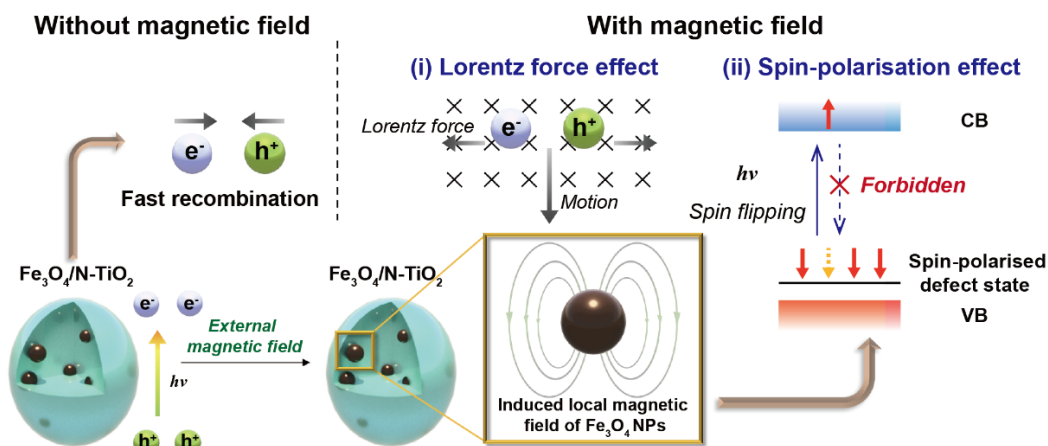 Without magnetic field
With magnetic field
(i) Lorentz force effect
(ii) Spin-polarisation effect
e⁻
h⁺
Fast recombination
Lorentz force
e⁻
h⁺
Motion
CB
hν
Spin flipping
Forbidden
Spin-polarised
defect state
VB
Fe₃O₄/N-TiO₂
e⁻ e⁻
hν
h⁺ h⁺
External
magnetic field
Fe₃O₄/N-TiO₂
Induced local magnetic
field of Fe₃O₄ NPs